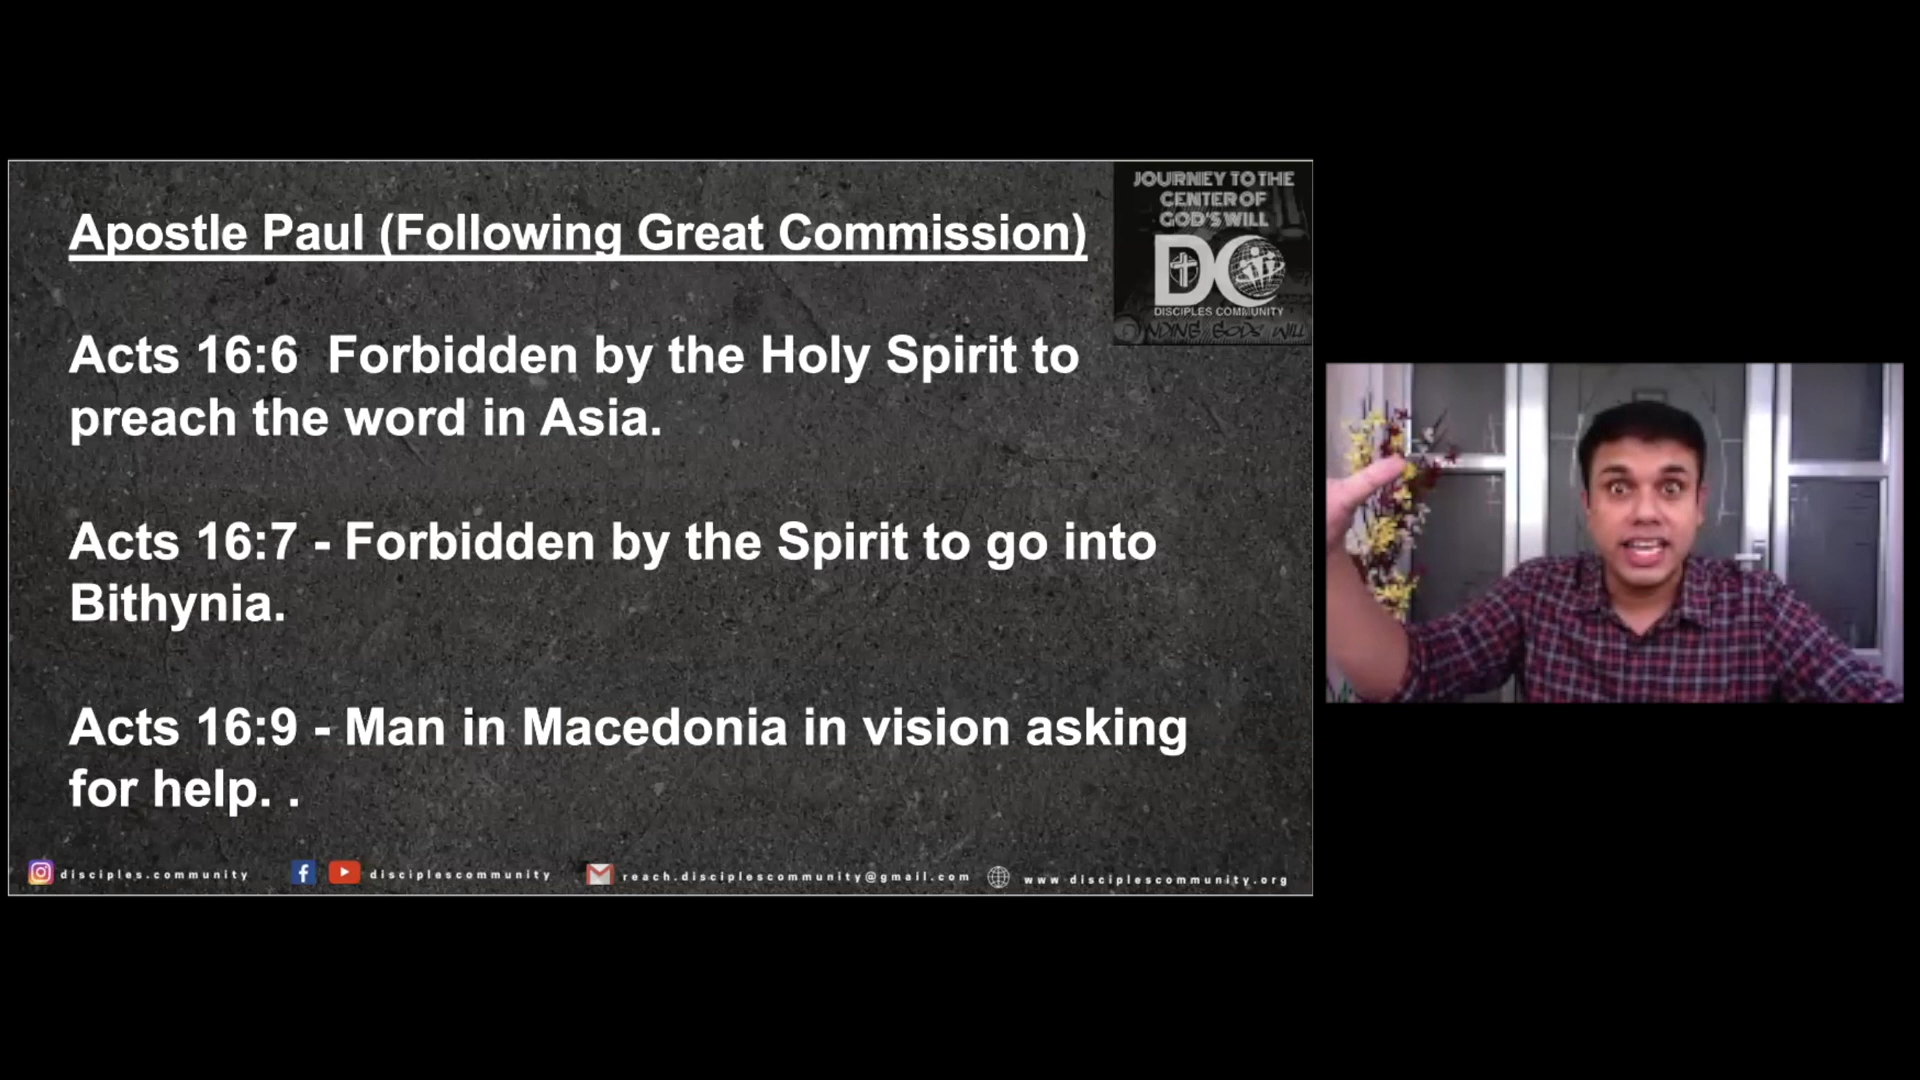 Apostle Paul (Following Great Commission)
Acts 16:6 Forbidden by the Holy Spirit to
preach the word in Asia.
Acts 16:7 - Forbidden by the Spirit to go into
Bithynia.
Acts 16:9 - Man in Macedonia in vision asking
for help. .
JOURNEY TO THE
CENTER OF
GOD'S WILL
DC
DISCIPLES COMMUNITY
GODS WILL
disciples.community
disciplescommunity
reach.disciplescommunity@gmail.com
www disciplescommunity.org